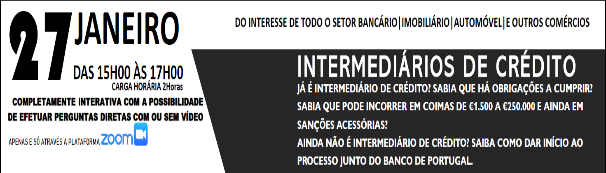 27 JANEIRO
DAS 15H00 ÀS 17H00
CARGA HORÁRIA 2Horas
COMPLETAMENTE INTERATIVA COM A POSSIBILIDADE
DE EFETUAR PERGUNTAS DIRETAS COM OU SEM VÍDEO
APENAS E SÓ ATRAVÉS A PLATAFORMA zoom
DO INTERESSE DE TODO O SETOR BANCÁRIO|IMOBILIÁRIO|AUTOMÓVEL|E OUTROS COMÉRCIOS
INTERMEDIÁRIOS DE CRÉDITO
JÁ É INTERMEDIÁRIO DE CRÉDITO? SABIA QUE HÁ OBRIGAÇÕES A CUMPRIR?
SABIA QUE PODE INCORRER EM COIMAS DE €1.500 A €250.000 E AINDA EM
SANÇÕES ACESSÓRIAS?
AINDA NÃO É INTERMEDIÁRIO DE CRÉDITO? SAIBA COMO DAR INÍCIO AO
PROCESSO JUNTO DO BANCO DE PORTUGAL.